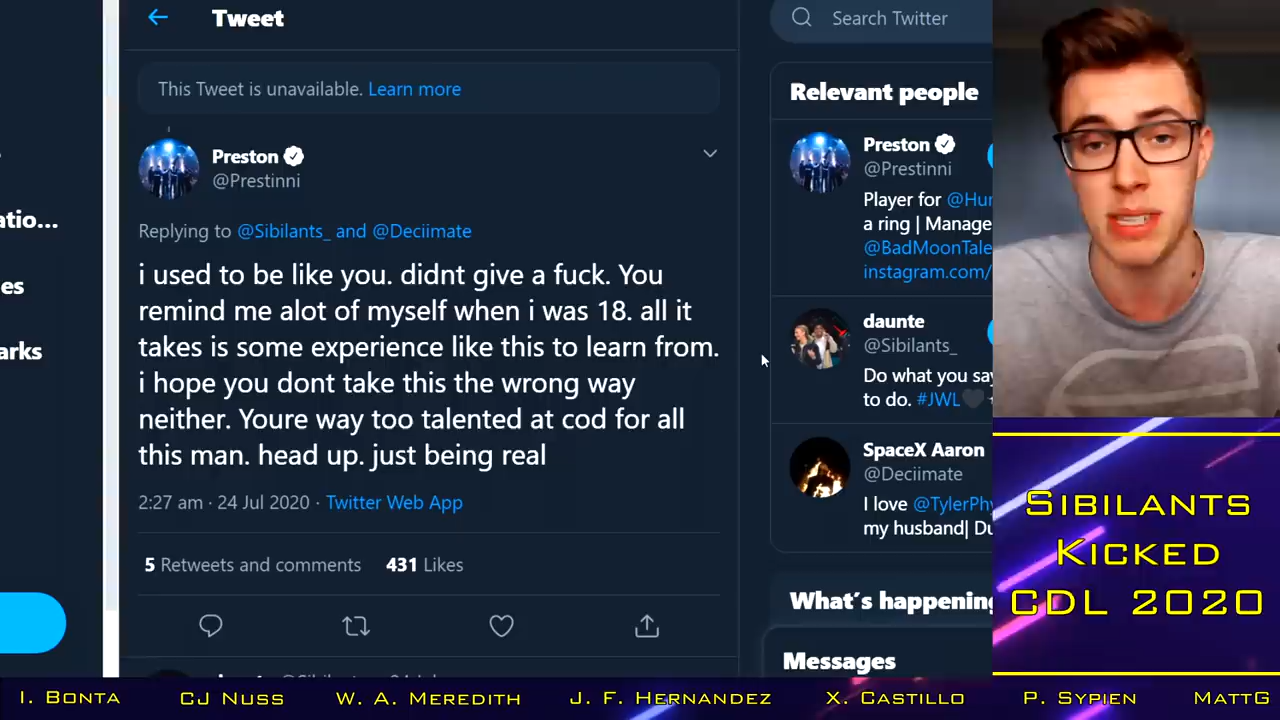 Tweet
Search Twitter
This Tweet is unavailable. Learn more
Relevant people
Preston
@Prestinni
Preston
@Prestinni
Player for @Hur
a ring | Manage
@BadMoonTale
instagram.com/
atio...
Replying to @Sibilants_ and @Deciimate
i used to be like you. didnt give a fuck. You
remind me alot of myself when i was 18. all it
takes is some experience like this to learn from.
i hope you dont take this the wrong way
neither. Youre way too talented at cod for all
this man. head up. just being real
es
arks
daunte
@Sibilants_
Do what you say
to do. #JWL
SpaceX Aaron
@Deciimate
I love @TylerPhy
my husband| Du
2:27 am · 24 Jul 2020 · Twitter Web App
5 Retweets and comments 431 Likes
What's happening
Messages
SIBILANTS
KICKED
CDL 2020
I. BONTA CJ NUSS W. A. MEREDITH J. F. HERNANDEZ X. CASTILLO P. SYPIEN MATTG